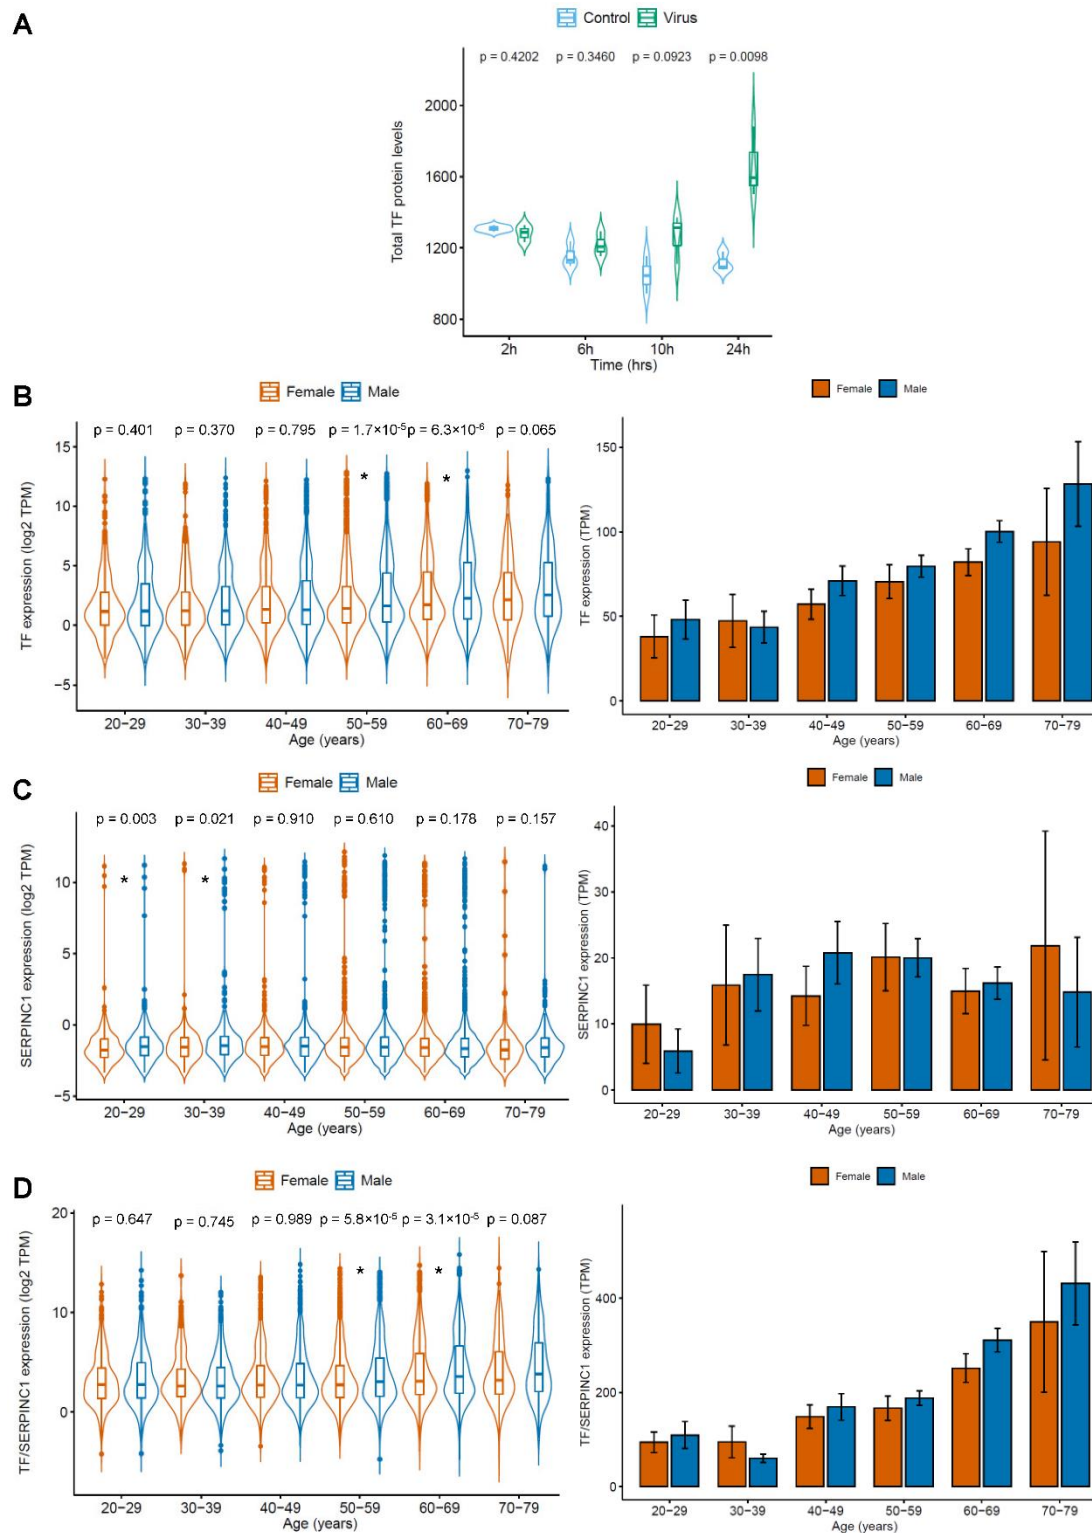 A
Control Virus
p = 0.4202 p = 0.3460 p = 0.0923 p = 0.0098
Total TF protein levels
2000
1600
1200
800
2h 6h 10h 24h
Time (hrs)
B
Female Male
p = 0.401 p = 0.370 p = 0.795 p = 1.7×10⁻⁵ p = 6.3×10⁻⁶ p = 0.065
* *
TF expression (log2 TPM)
15
10
5
0
−5
20−29 30−39 40−49 50−59 60−69 70−79
Age (years)
Female Male
TF expression (TPM)
150
100
50
0
20−29 30−39 40−49 50−59 60−69 70−79
Age (years)
C
Female Male
p = 0.003 p = 0.021 p = 0.910 p = 0.610 p = 0.178 p = 0.157
* *
SERPINC1 expression (log2 TPM)
10
5
0
−5
20−29 30−39 40−49 50−59 60−69 70−79
Age (years)
Female Male
SERPINC1 expression (TPM)
40
30
20
10
0
20−29 30−39 40−49 50−59 60−69 70−79
Age (years)
D
Female Male
p = 0.647 p = 0.745 p = 0.989 p = 5.8×10⁻⁵ p = 3.1×10⁻⁵ p = 0.087
* *
TF/SERPINC1 expression (log2 TPM)
20
10
0
20−29 30−39 40−49 50−59 60−69 70−79
Age (years)
Female Male
TF/SERPINC1 expression (TPM)
400
200
0
20−29 30−39 40−49 50−59 60−69 70−79
Age (years)